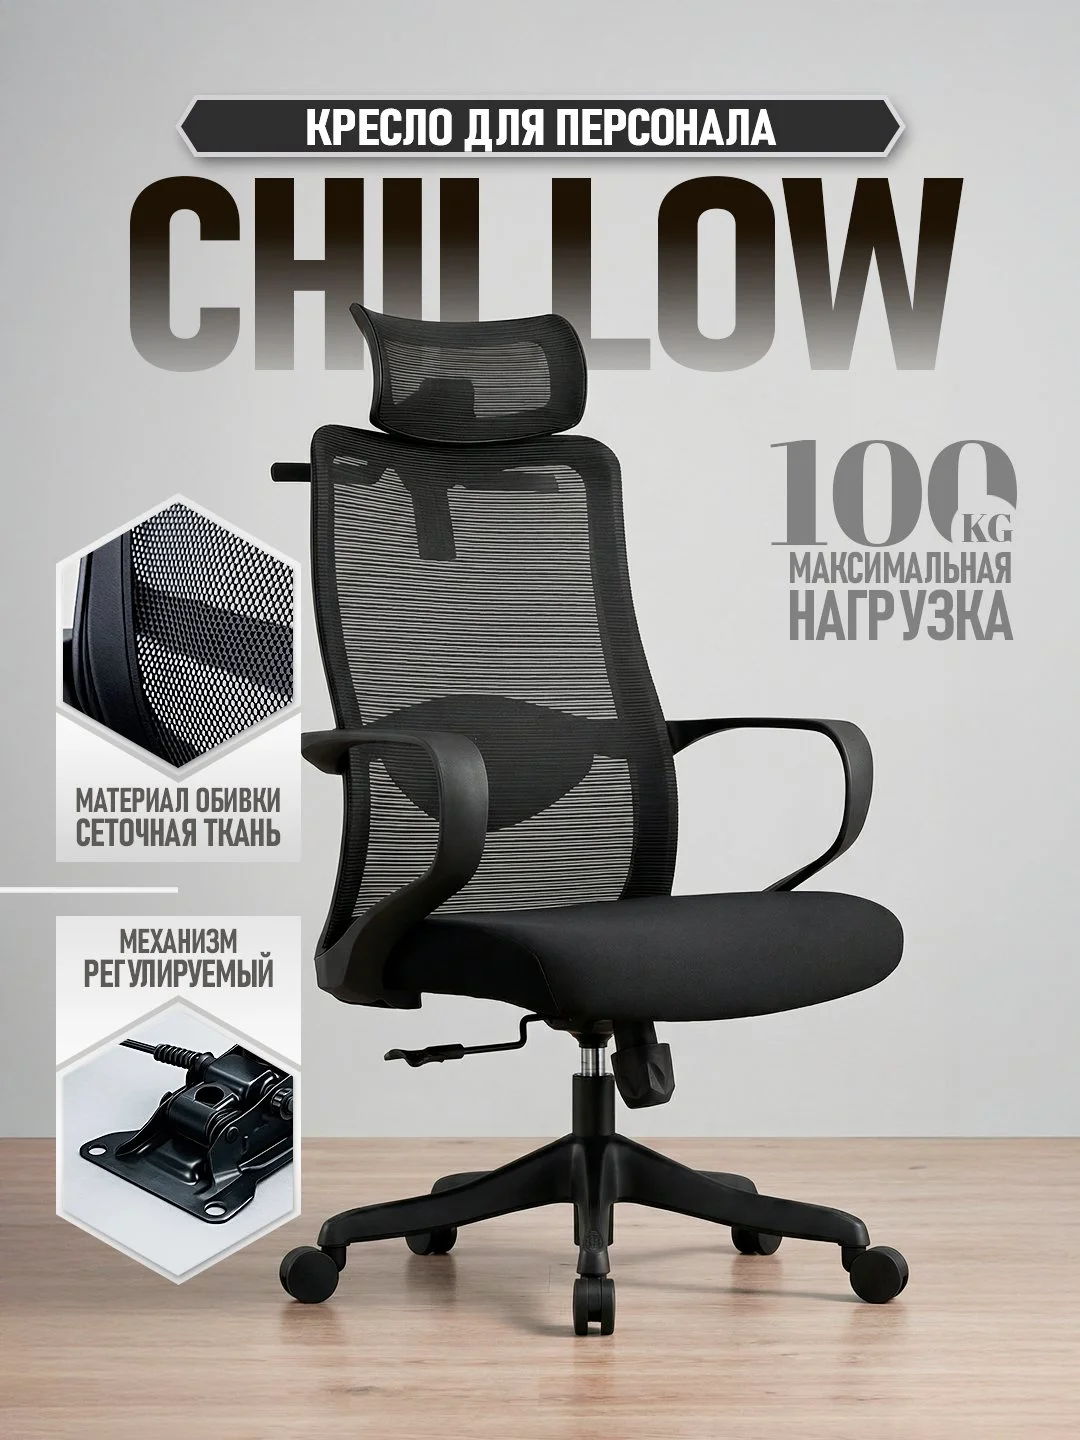 КРЕСЛО ДЛЯ ПЕРСОНАЛА
CHILLOW
100
KG
МАКСИМАЛЬНАЯ
НАГРУЗКА
МАТЕРИАЛ ОБИВКИ
СЕТОЧНАЯ ТКАНЬ
МЕХАНИЗМ
РЕГУЛИРУЕМЫЙ